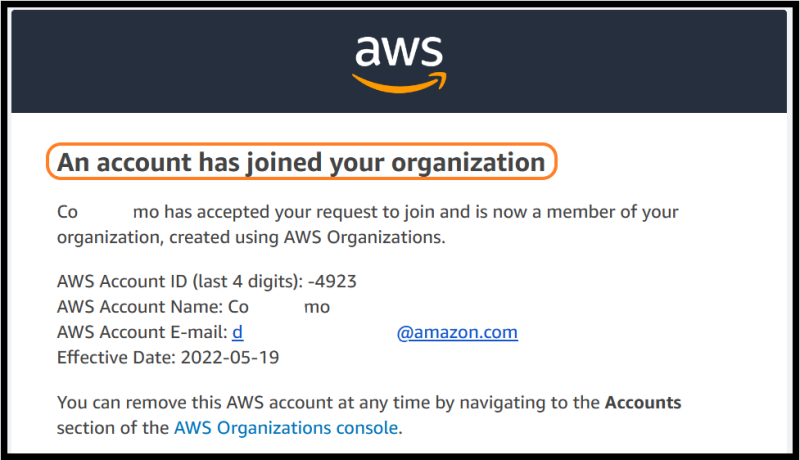 aws
An account has joined your organization
Co mo has accepted your request to join and is now a member of your
organization, created using AWS Organizations.
AWS Account ID (last 4 digits): -4923
AWS Account Name: Co mo
AWS Account E-mail: d @amazon.com
Effective Date: 2022-05-19
You can remove this AWS account at any time by navigating to the Accounts
section of the AWS Organizations console.